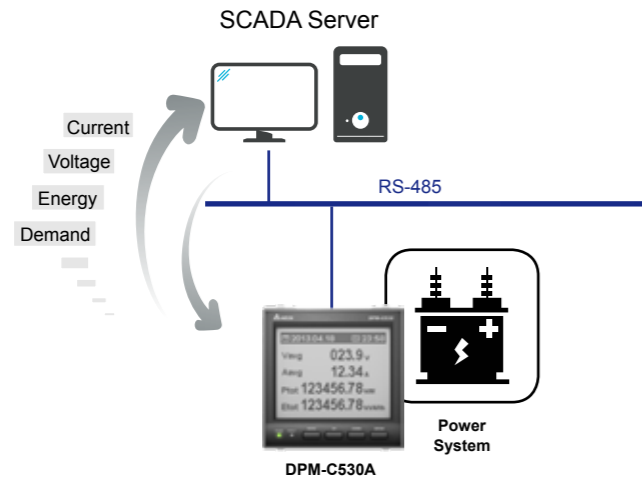 SCADA Server
Current
Voltage
Energy
Demand
RS-485
Vavg 023.9 v
Aavg 12.34 A
Ptot 123456.78
Etot 123456.78
Power
System
DPM-C530A